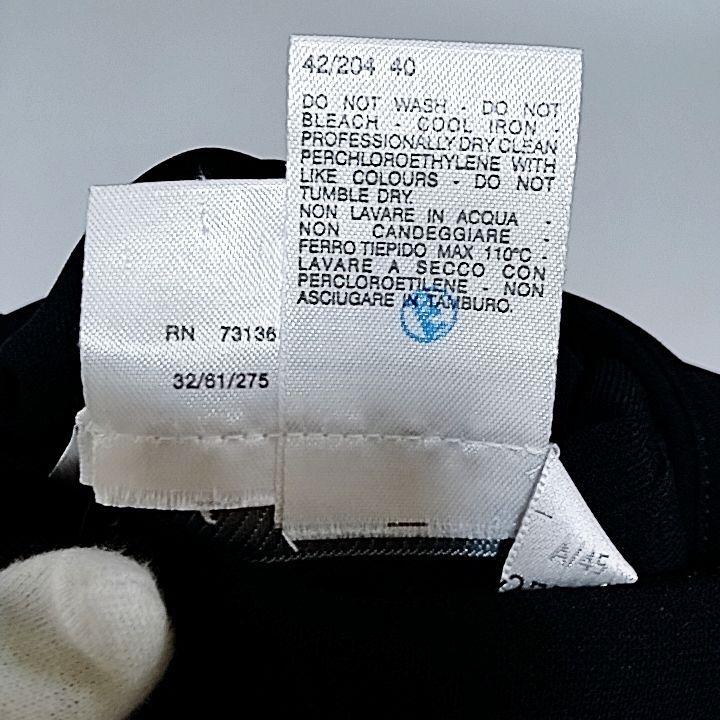 42/204 40
DO NOT WASH - DO NOT
BLEACH - COOL IRON -
PROFESSIONALLY DRY CLEAN
PERCHLOROETHYLENE WITH
LIKE COLOURS - DO NOT
TUMBLE DRY.
NON LAVARE IN ACQUA -
NON CANDEGGIARE -
FERRO TIEPIDO MAX 110°C -
LAVARE A SECCO CON
PERCLOROETILENE - NON
ASCIUGARE IN TAMBURO.
RN 73136
32/61/275
A/45